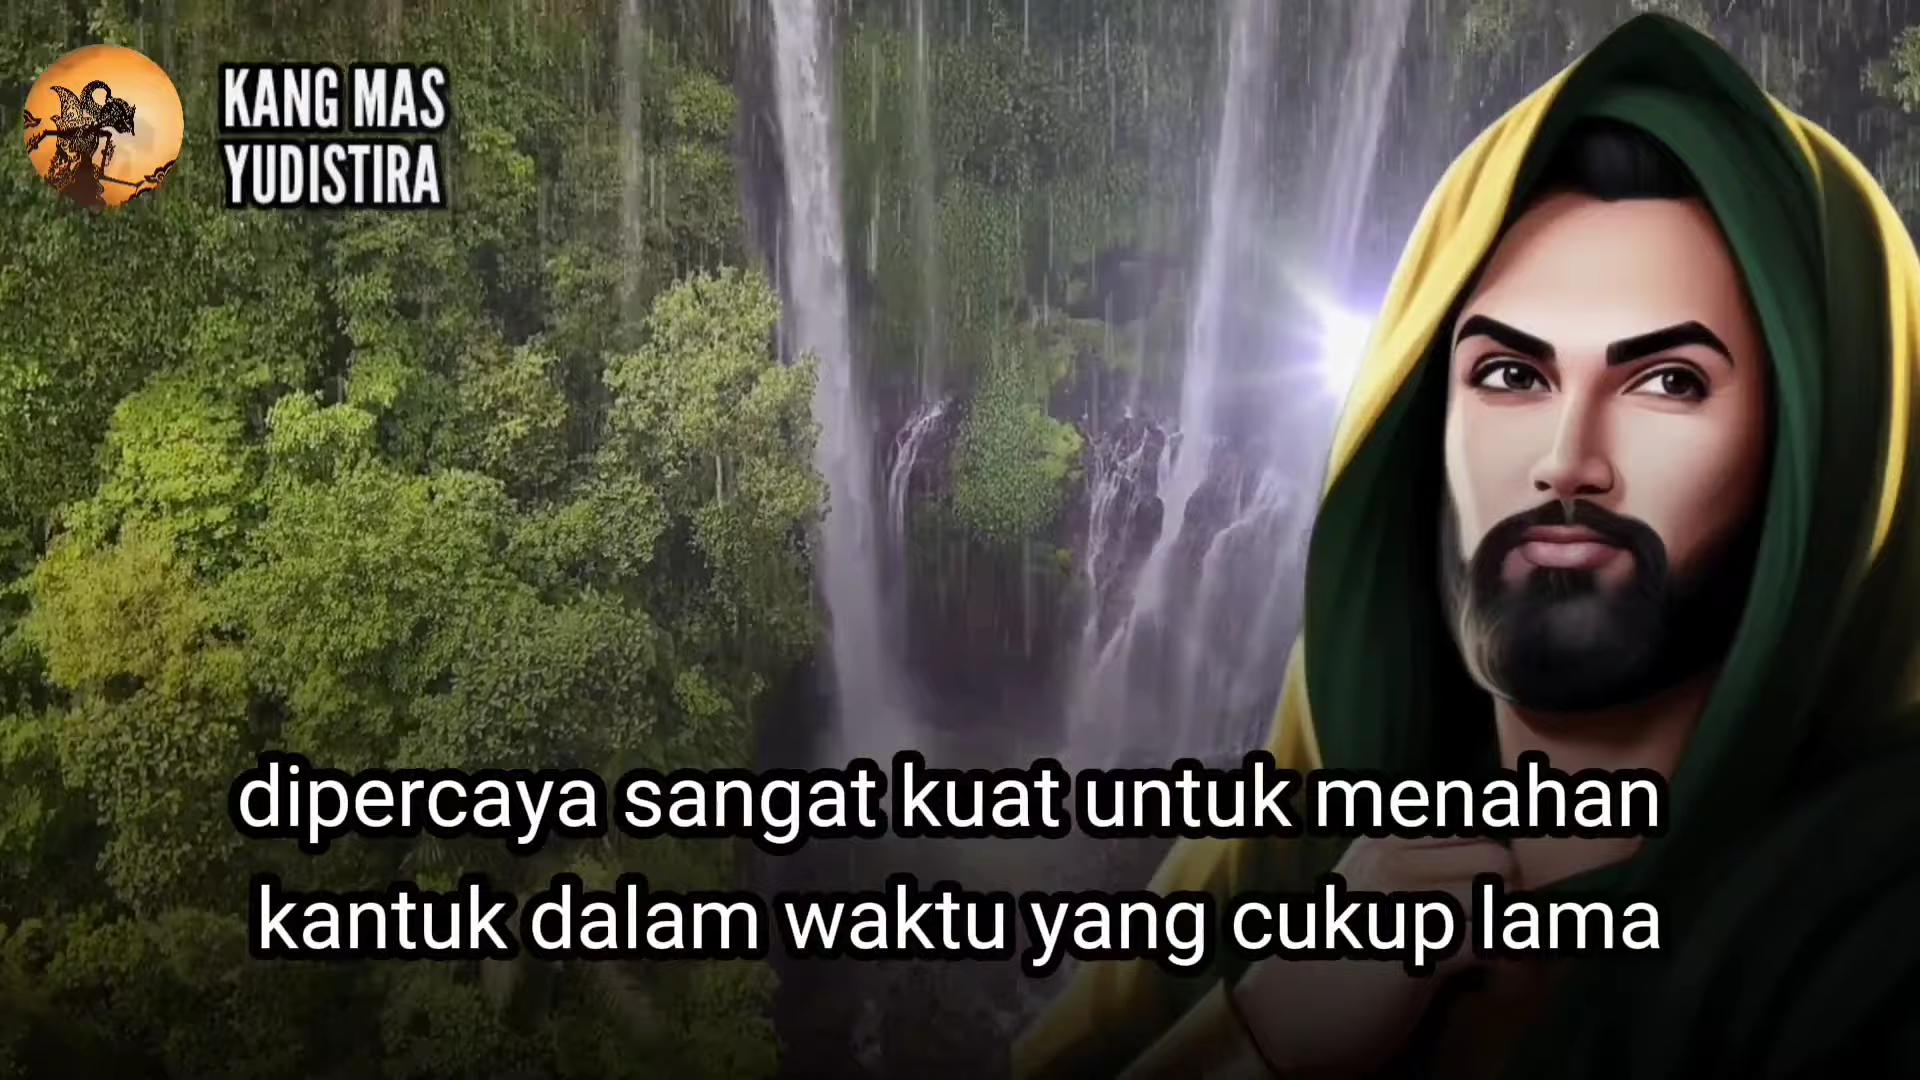 KANG MAS
YUDISTIRA
dipercaya sangat kuat untuk menahan
kantuk dalam waktu yang cukup lama